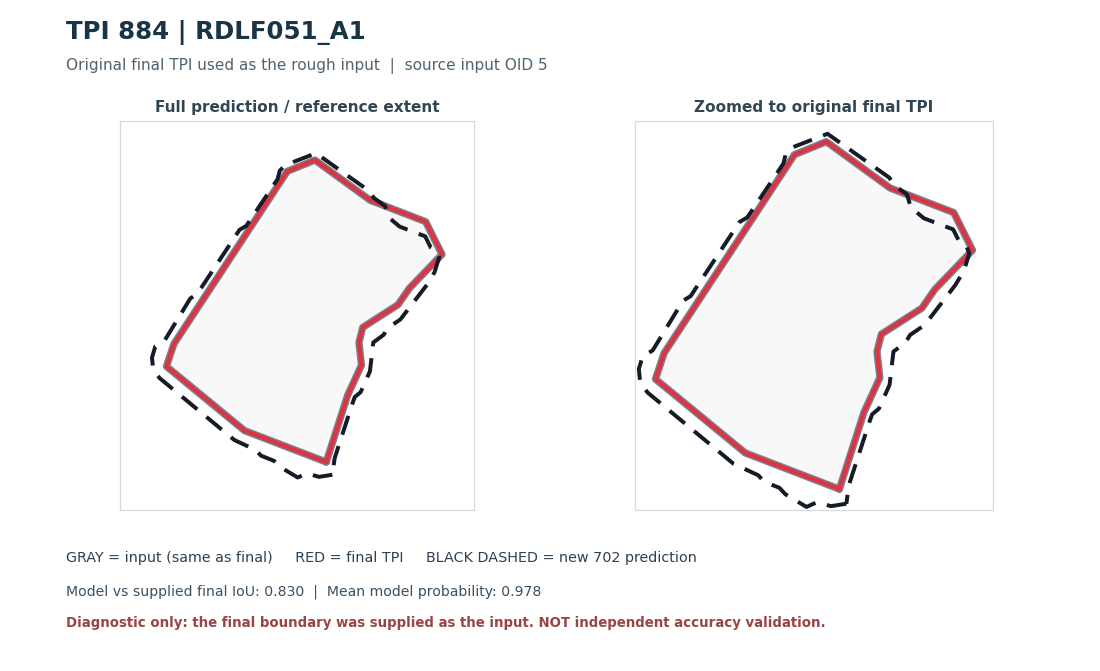 TPI 884 | RDLF051_A1
Original final TPI used as the rough input | source input OID 5
Full prediction / reference extent
Zoomed to original final TPI
GRAY = input (same as final) RED = final TPI BLACK DASHED = new 702 prediction
Model vs supplied final IoU: 0.830 | Mean model probability: 0.978
Diagnostic only: the final boundary was supplied as the input. NOT independent accuracy validation.